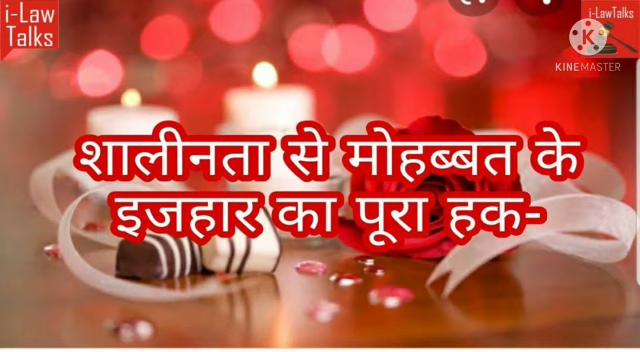 i-Law
Talks
i-LawTalks
KINEMASTER
शालीनता से मोहब्बत के
इजहार का पूरा हक-